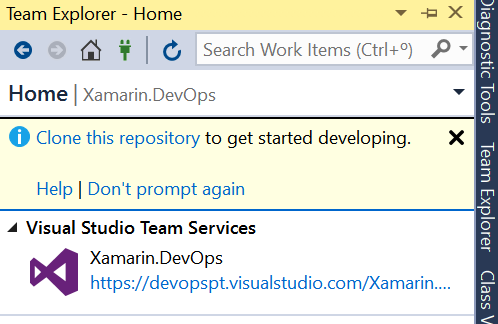 Team Explorer - Home
Search Work Items (Ctrl+º)
Home | Xamarin.DevOps
Clone this repository to get started developing.
Help | Don't prompt again
Visual Studio Team Services
Xamarin.DevOps
https://devopspt.visualstudio.com/Xamarin....
Diagnostic Tools
Team Explorer
Class V